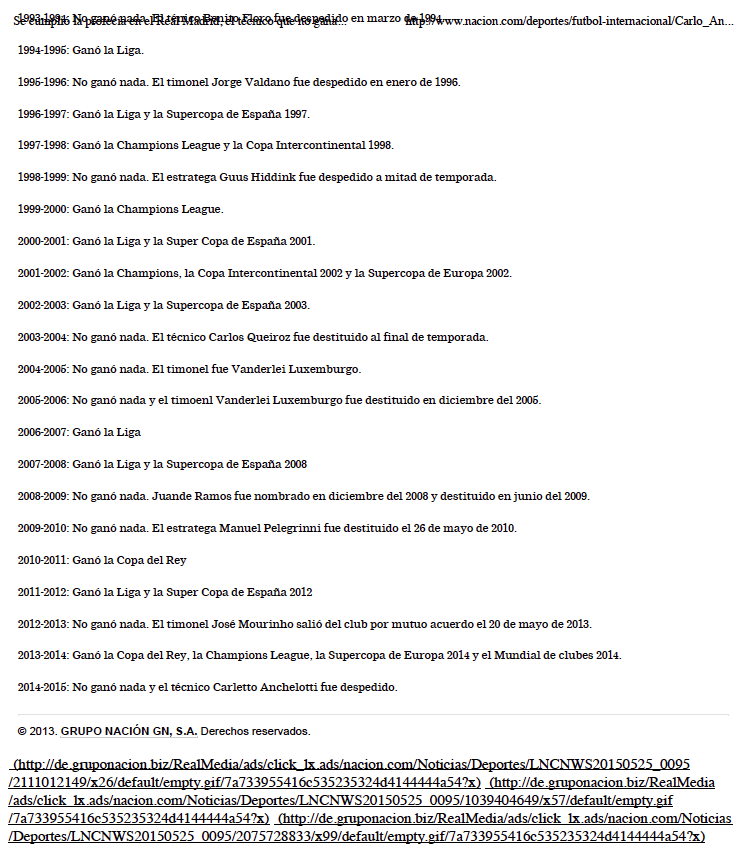 Se cumplió la profecía en el Real Madrid, el técnico que no gana... http://www.nacion.com/deportes/futbol-internacional/Carlo_An...
1993-1994: No ganó nada. El ténico Benito Floro fue despedido en marzo de 1994.
1994-1995: Ganó la Liga.
1995-1996: No ganó nada. El timonel Jorge Valdano fue despedido en enero de 1996.
1996-1997: Ganó la Liga y la Supercopa de España 1997.
1997-1998: Ganó la Champions League y la Copa Intercontinental 1998.
1998-1999: No ganó nada. El estratega Guus Hiddink fue despedido a mitad de temporada.
1999-2000: Ganó la Champions League.
2000-2001: Ganó la Liga y la Super Copa de España 2001.
2001-2002: Ganó la Champions, la Copa Intercontinental 2002 y la Supercopa de Europa 2002.
2002-2003: Ganó la Liga y la Supercopa de España 2003.
2003-2004: No ganó nada. El técnico Carlos Queiroz fue destituido al final de temporada.
2004-2005: No ganó nada. El timonel fue Vanderlei Luxemburgo.
2005-2006: No ganó nada y el timoenl Vanderlei Luxemburgo fue destituido en diciembre del 2005.
2006-2007: Ganó la Liga
2007-2008: Ganó la Liga y la Supercopa de España 2008
2008-2009: No ganó nada. Juande Ramos fue nombrado en diciembre del 2008 y destituido en junio del 2009.
2009-2010: No ganó nada. El estratega Manuel Pelegrinni fue destituido el 26 de mayo de 2010.
2010-2011: Ganó la Copa del Rey
2011-2012: Ganó la Liga y la Super Copa de España 2012
2012-2013: No ganó nada. El timonel José Mourinho salió del club por mutuo acuerdo el 20 de mayo de 2013.
2013-2014: Ganó la Copa del Rey, la Champions League, la Supercopa de Europa 2014 y el Mundial de clubes 2014.
2014-2015: No ganó nada y el técnico Carletto Anchelotti fue despedido.
© 2013. GRUPO NACIÓN GN, S.A. Derechos reservados.
(http://de.gruponacion.biz/RealMedia/ads/click_lx.ads/nacion.com/Noticias/Deportes/LNCNWS20150525_0095
/2111012149/x26/default/empty.gif/7a733955416c535235324d4144444a54?x) (http://de.gruponacion.biz/RealMedia
/ads/click_lx.ads/nacion.com/Noticias/Deportes/LNCNWS20150525_0095/1039404649/x57/default/empty.gif
/7a733955416c535235324d4144444a54?x) (http://de.gruponacion.biz/RealMedia/ads/click_lx.ads/nacion.com/Noticias
/Deportes/LNCNWS20150525_0095/2075728833/x99/default/empty.gif/7a733955416c535235324d4144444a54?x)